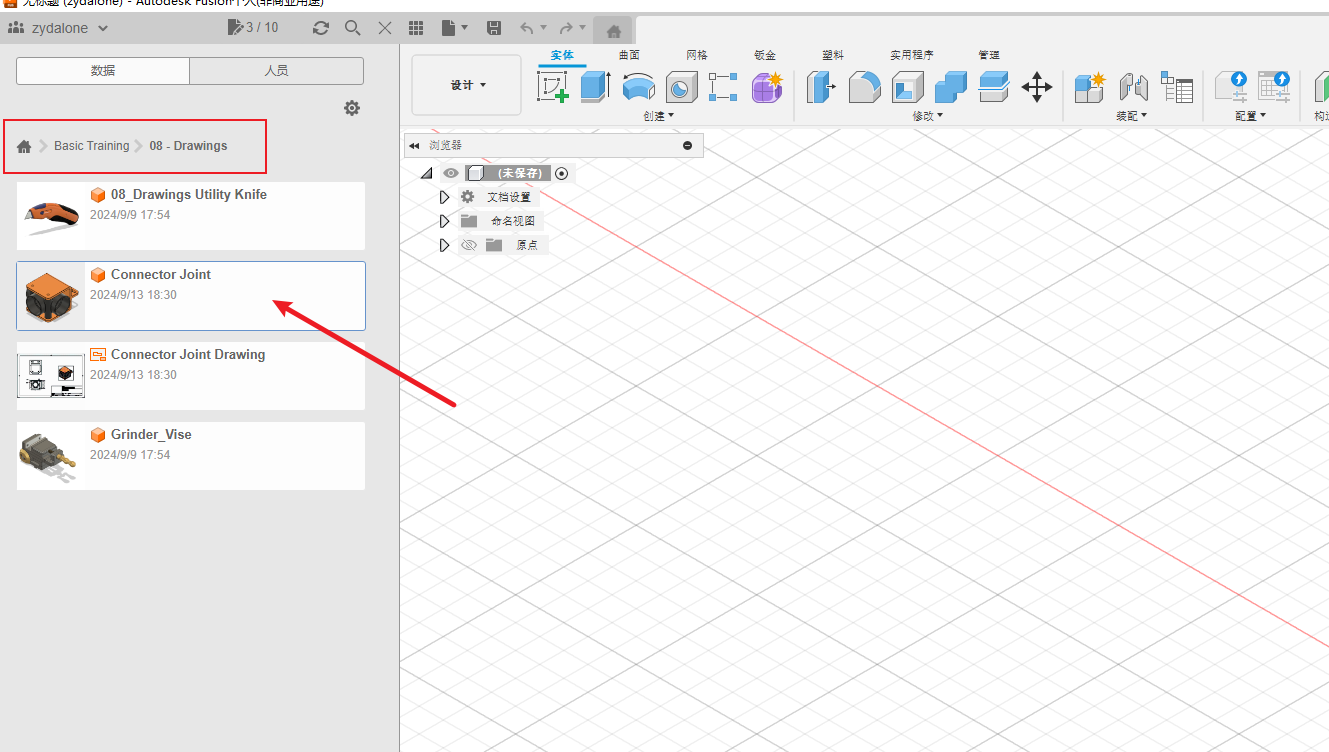 无标题 (zydalone) - Autodesk Fusion个人(非商业用途)
zydalone
3 / 10
数据
人员
Basic Training
08 - Drawings
08_Drawings Utility Knife
2024/9/9 17:54
Connector Joint
2024/9/13 18:30
Connector Joint Drawing
2024/9/13 18:30
Grinder_Vise
2024/9/9 17:54
设计
实体
曲面
网格
钣金
塑料
实用程序
管理
创建
修改
装配
配置
浏览器
(未保存)
文档设置
命名视图
原点